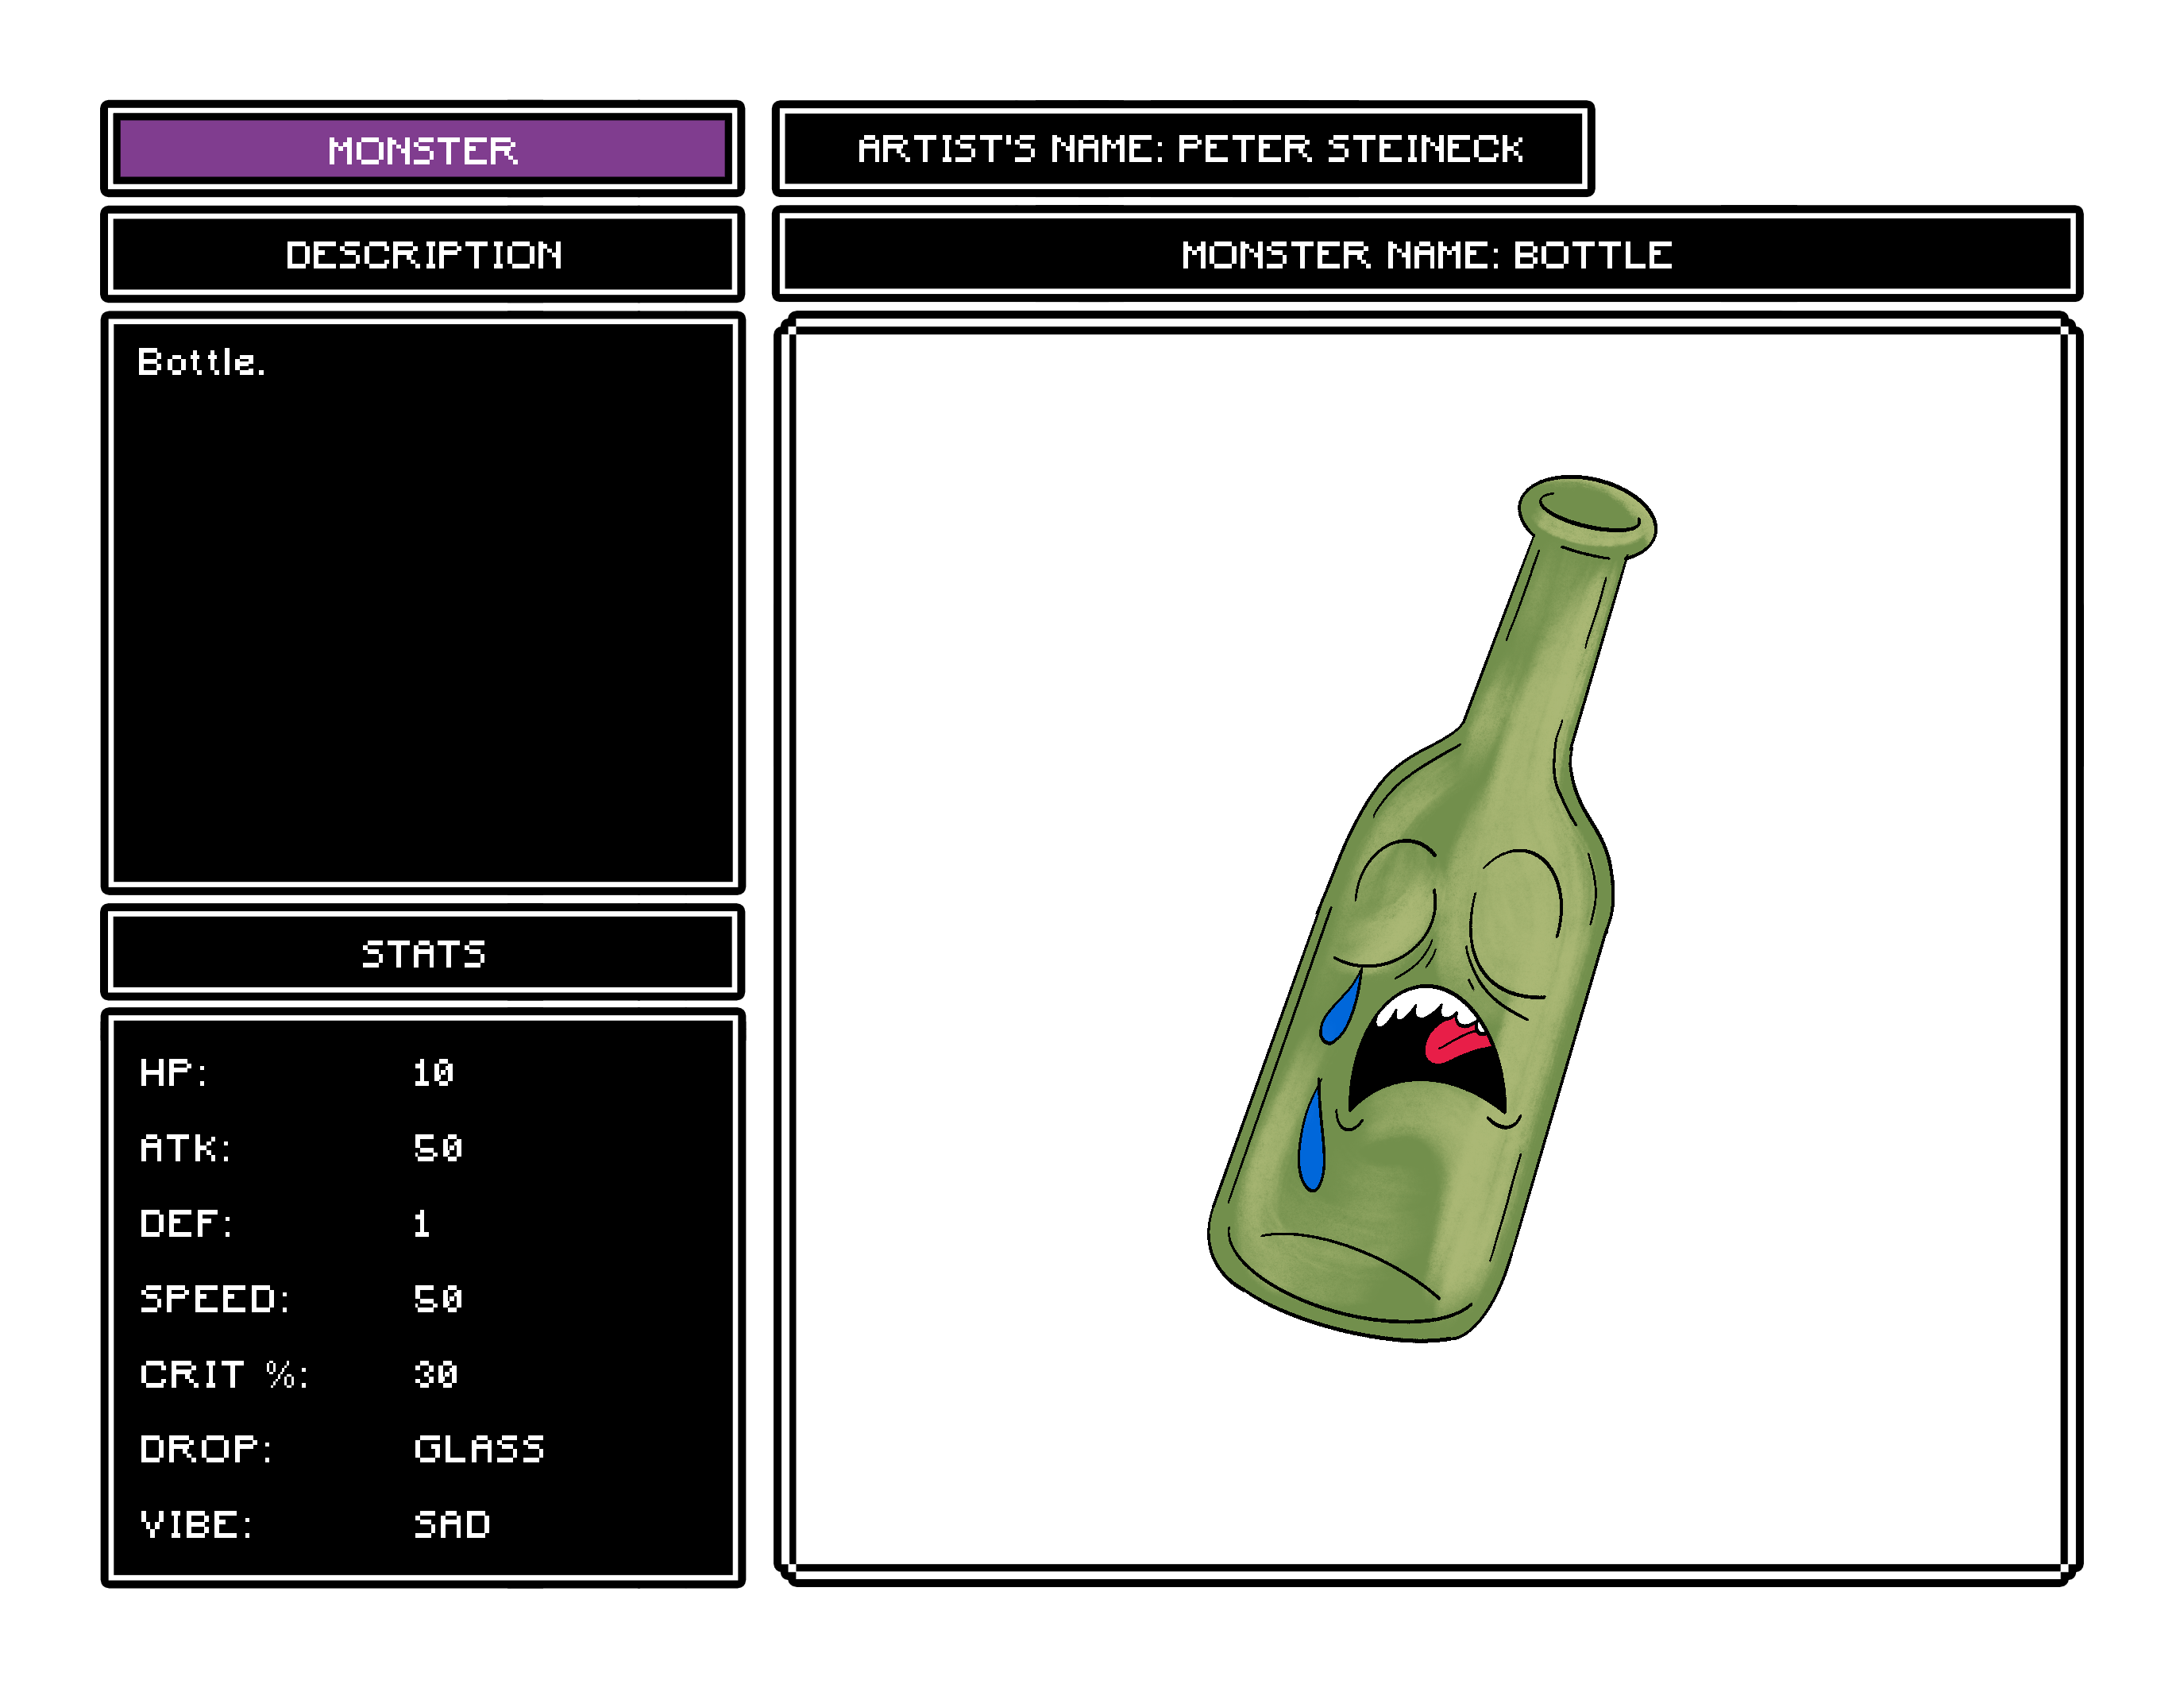 MONSTER
ARTIST'S NAME: PETER STEINECK
DESCRIPTION
MONSTER NAME: BOTTLE
Bottle.
STATS
HP: 10
ATK: 50
DEF: 1
SPEED: 50
CRIT %: 30
DROP: GLASS
VIBE: SAD